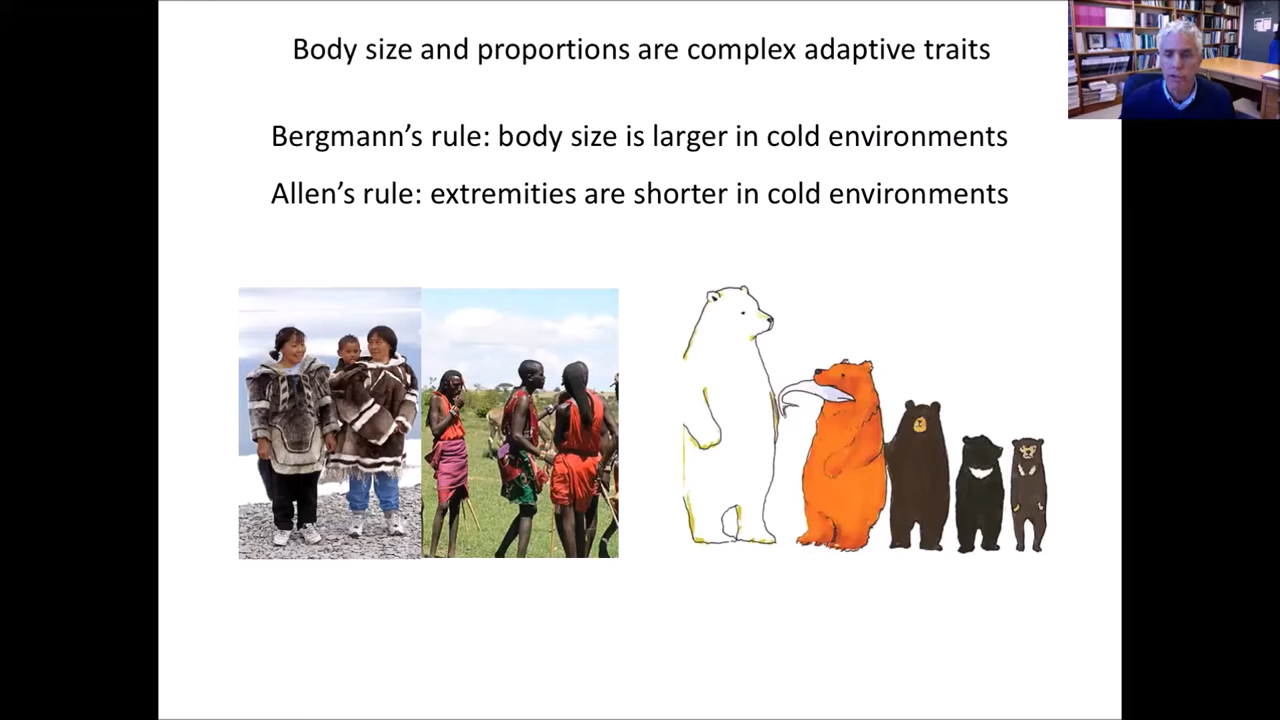 Body size and proportions are complex adaptive traits
Bergmann’s rule: body size is larger in cold environments
Allen’s rule: extremities are shorter in cold environments